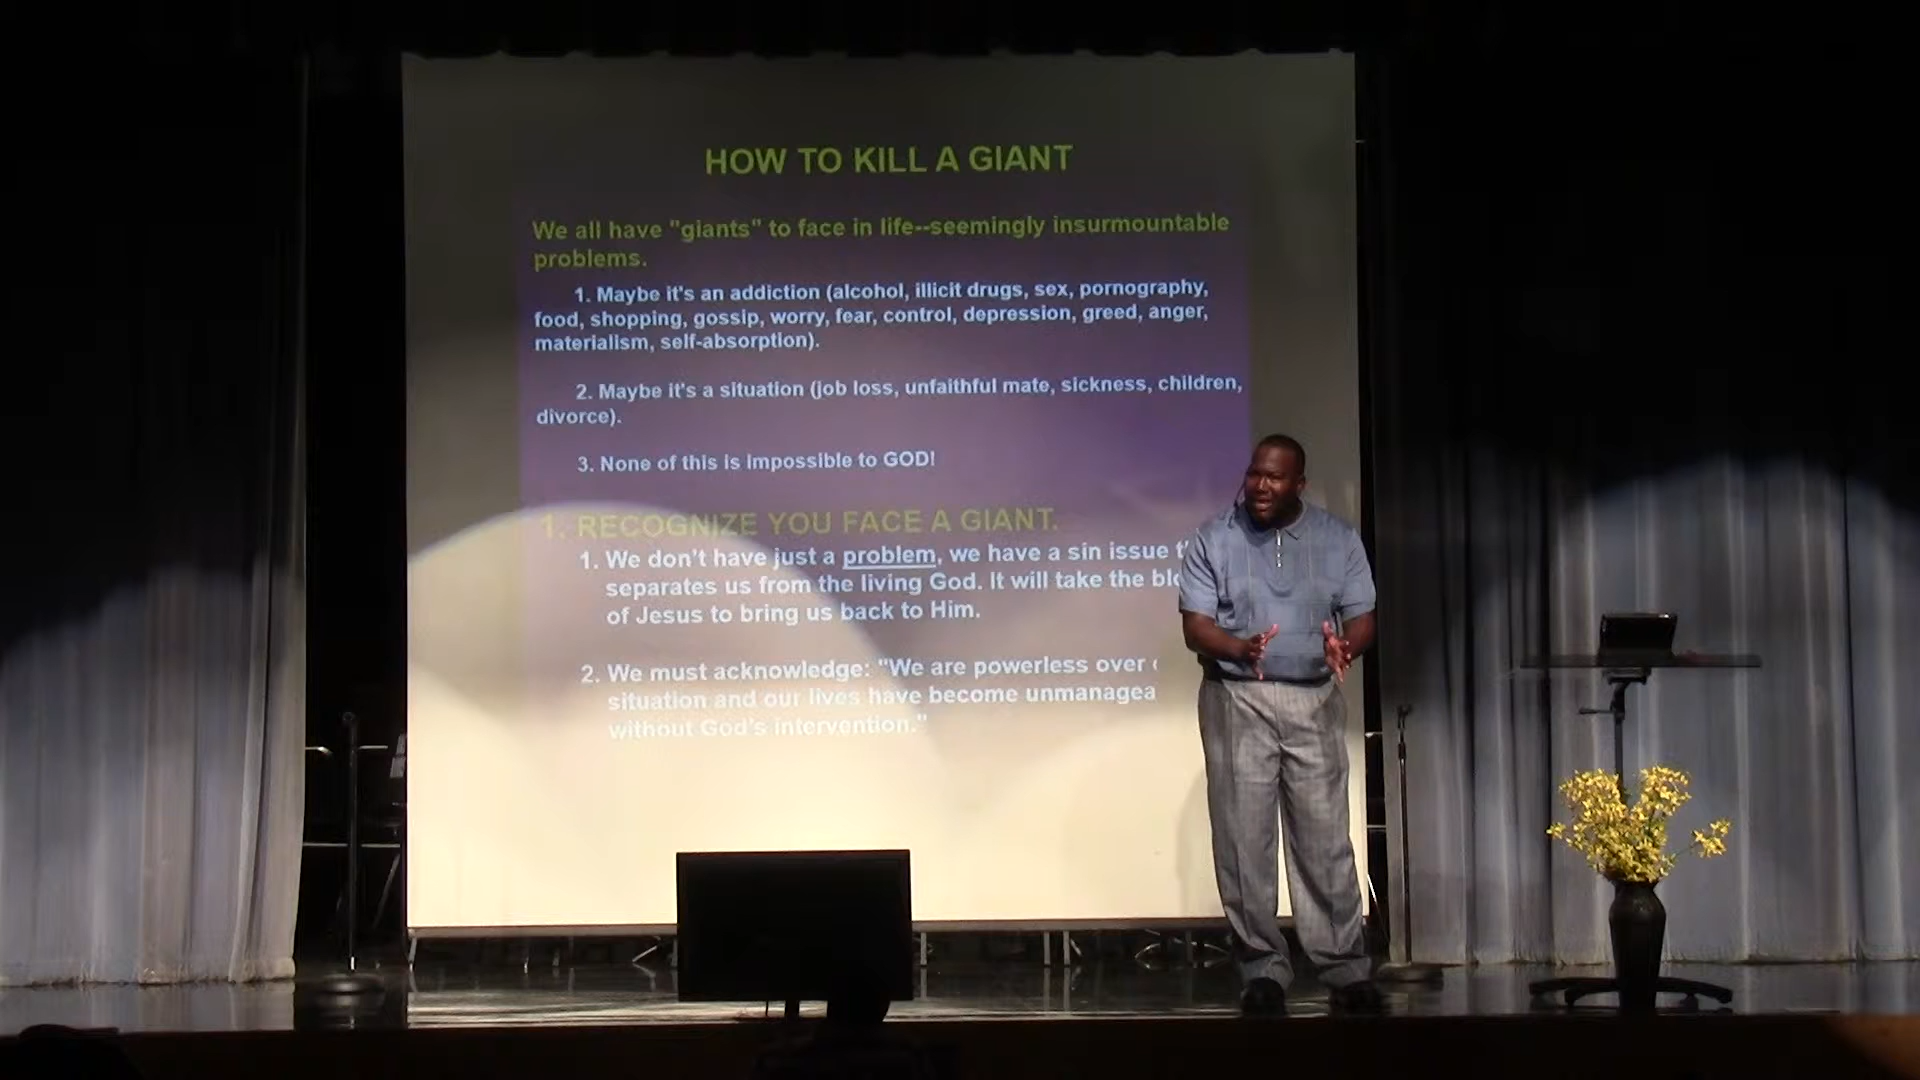 HOW TO KILL A GIANT
We all have "giants" to face in life--seemingly insurmountable
problems.
1. Maybe it's an addiction (alcohol, illicit drugs, sex, pornography,
food, shopping, gossip, worry, fear, control, depression, greed, anger,
materialism, self-absorption).
2. Maybe it's a situation (job loss, unfaithful mate, sickness, children,
divorce).
3. None of this is impossible to GOD!
1. RECOGNIZE YOU FACE A GIANT.
1. We don't have just a problem, we have a sin issue
separates us from the living God. It will take the
of Jesus to bring us back to Him.
2. We must acknowledge: "We are powerless over
situation and our lives have become
without God's intervention."